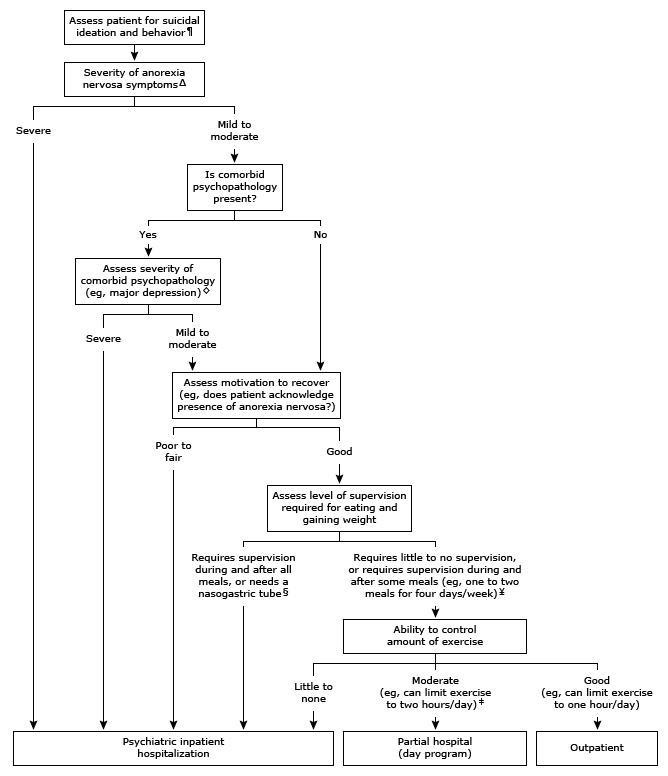 Assess patient for suicidal
ideation and behavior¶
Severity of anorexia
nervosa symptomsΔ
Severe
Mild to
moderate
Is comorbid
psychopathology
present?
Yes
No
Assess severity of
comorbid psychopathology
(eg, major depression)◇
Severe
Mild to
moderate
Assess motivation to recover
(eg, does patient acknowledge
presence of anorexia nervosa?)
Poor to
fair
Good
Assess level of supervision
required for eating and
gaining weight
Requires supervision
during and after all
meals, or needs a
nasogastric tube§
Requires little to no supervision,
or requires supervision during and
after some meals (eg, one to two
meals for four days/week)¥
Ability to control
amount of exercise
Little to
none
Moderate
(eg, can limit exercise
to two hours/day)‡
Good
(eg, can limit exercise
to one hour/day)
Psychiatric inpatient
hospitalization
Partial hospital
(day program)
Outpatient